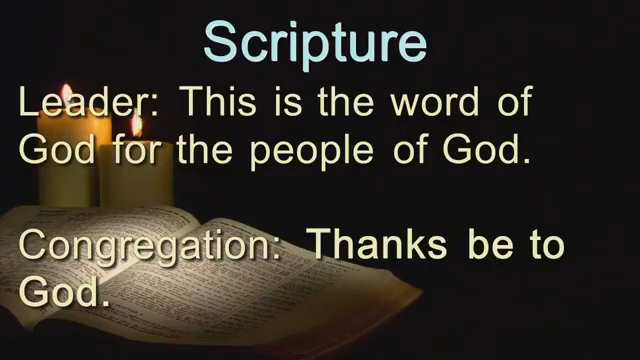 Scripture
Leader: This is the word of
God for the people of God.
Congregation: Thanks be to
God.